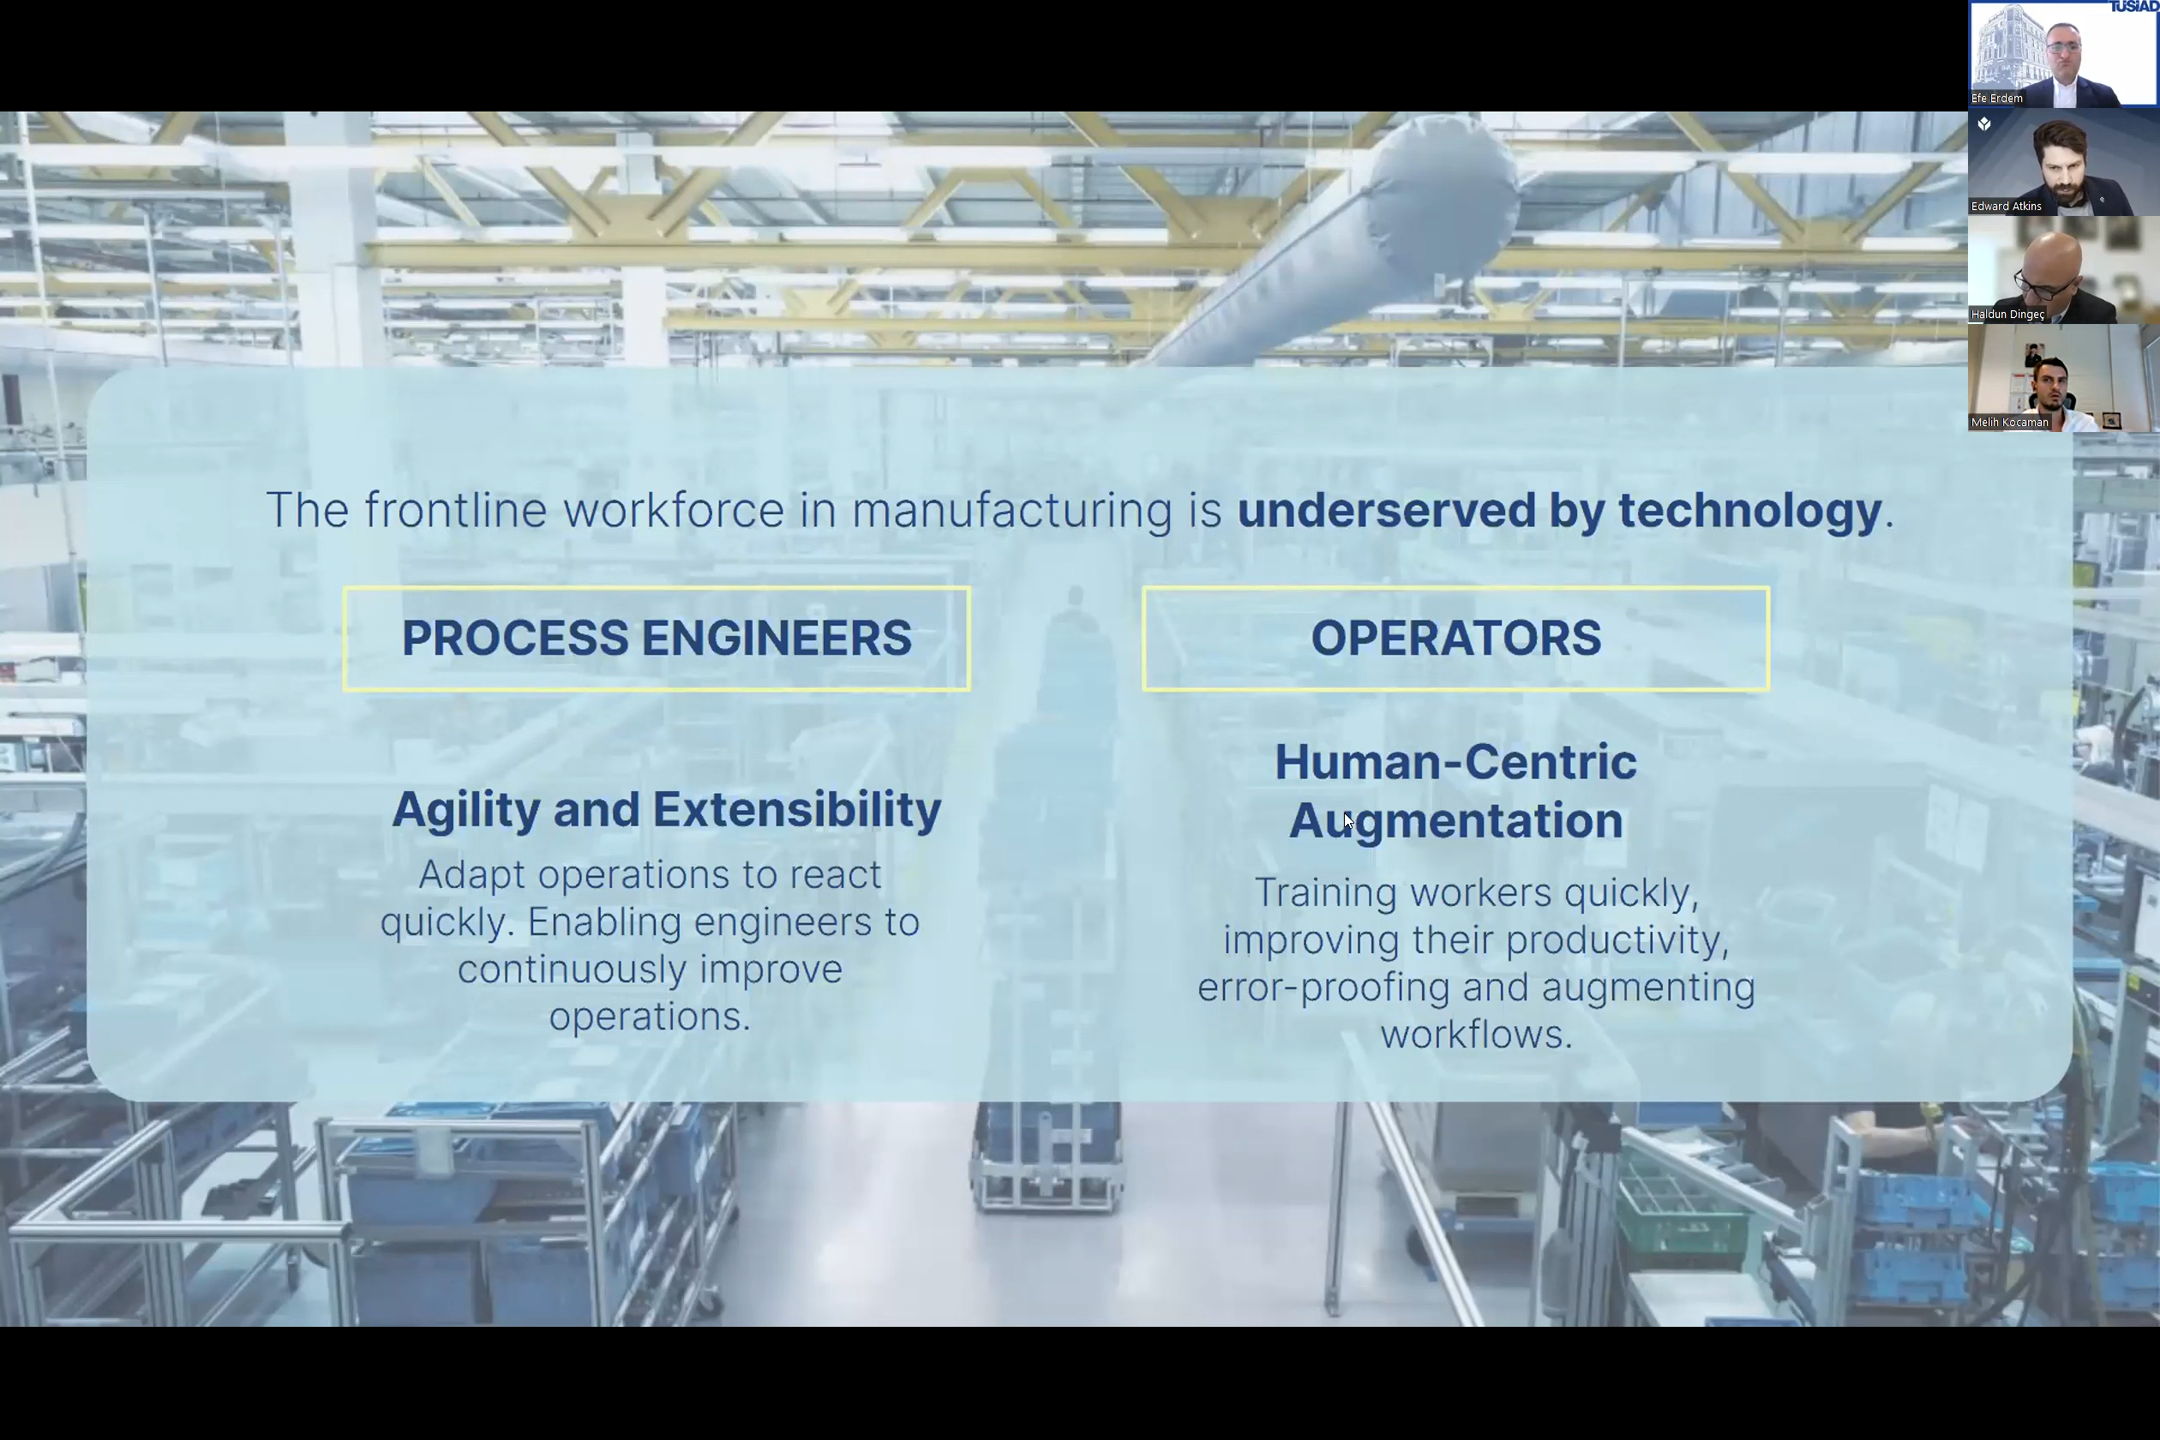 TÜSİAD
Efe Erdem
Edward Atkins
Haldun Dingeç
Melih Kocaman
The frontline workforce in manufacturing is underserved by technology.
PROCESS ENGINEERS
Agility and Extensibility
Adapt operations to react
quickly. Enabling engineers to
continuously improve
operations.
OPERATORS
Human-Centric
Augmentation
Training workers quickly,
improving their productivity,
error-proofing and augmenting
workflows.